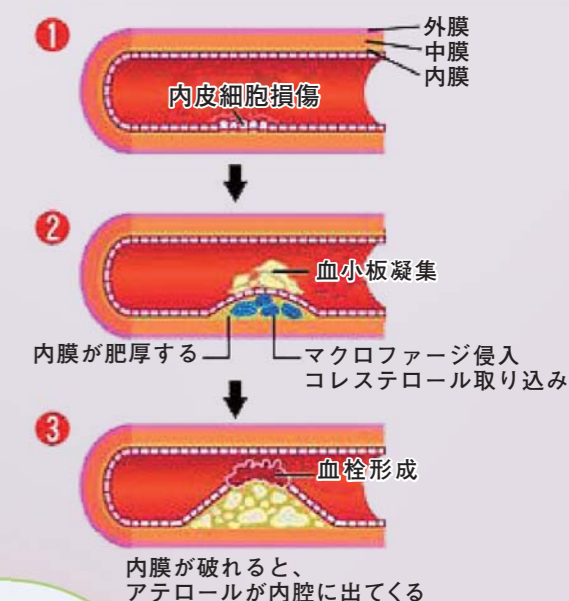 ❶
外膜
中膜
内膜
内皮細胞損傷
❷
血小板凝集
内膜が肥厚する
マクロファージ侵入
コレステロール取り込み
❸
血栓形成
内膜が破れると、
アテロールが内腔に出てくる